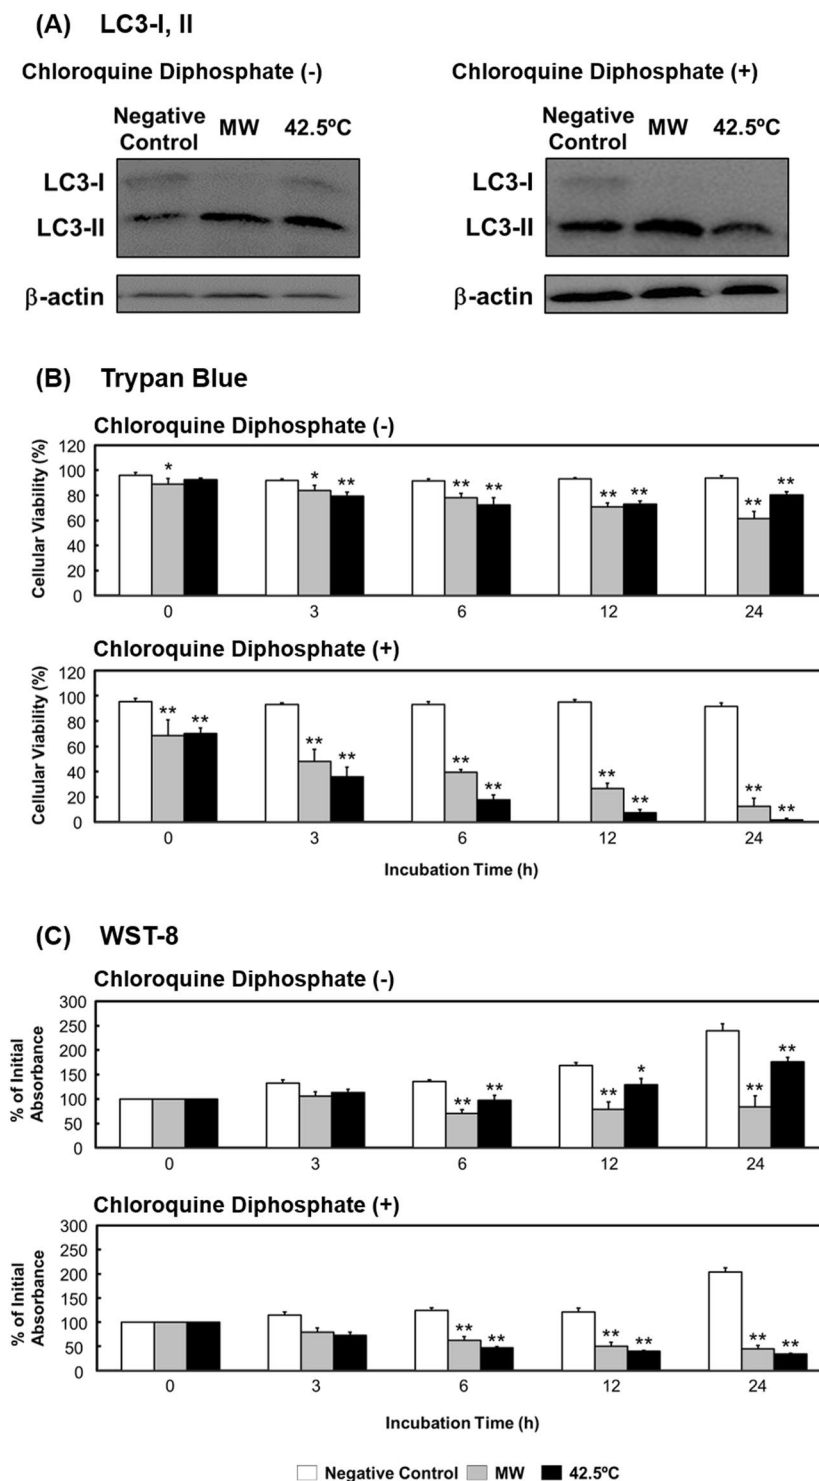 (A) LC3-I, II
Chloroquine Diphosphate (-)
Negative Control MW 42.5ºC
LC3-I
LC3-II
β-actin
Chloroquine Diphosphate (+)
Negative Control MW 42.5ºC
LC3-I
LC3-II
β-actin
(B) Trypan Blue
Chloroquine Diphosphate (-)
Cellular Viability (%)
120
100
80
60
40
20
0
* * ** ** ** ** ** ** **
0 3 6 12 24
Chloroquine Diphosphate (+)
Cellular Viability (%)
120
100
80
60
40
20
0
** ** ** ** ** ** ** ** ** **
0 3 6 12 24
Incubation Time (h)
(C) WST-8
Chloroquine Diphosphate (-)
% of Initial Absorbance
300
250
200
150
100
50
0
** ** ** * ** **
0 3 6 12 24
Chloroquine Diphosphate (+)
% of Initial Absorbance
300
250
200
150
100
50
0
** ** ** ** ** **
0 3 6 12 24
Incubation Time (h)
Negative Control MW 42.5ºC